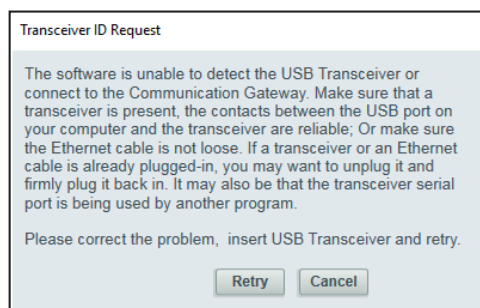 Transceiver ID Request
The software is unable to detect the USB Transceiver or
connect to the Communication Gateway. Make sure that a
transceiver is present, the contacts between the USB port on
your computer and the transceiver are reliable; Or make sure
the Ethernet cable is not loose. If a transceiver or an Ethernet
cable is already plugged-in, you may want to unplug it and
firmly plug it back in. It may also be that the transceiver serial
port is being used by another program.
Please correct the problem,  insert USB Transceiver and retry.
Retry Cancel